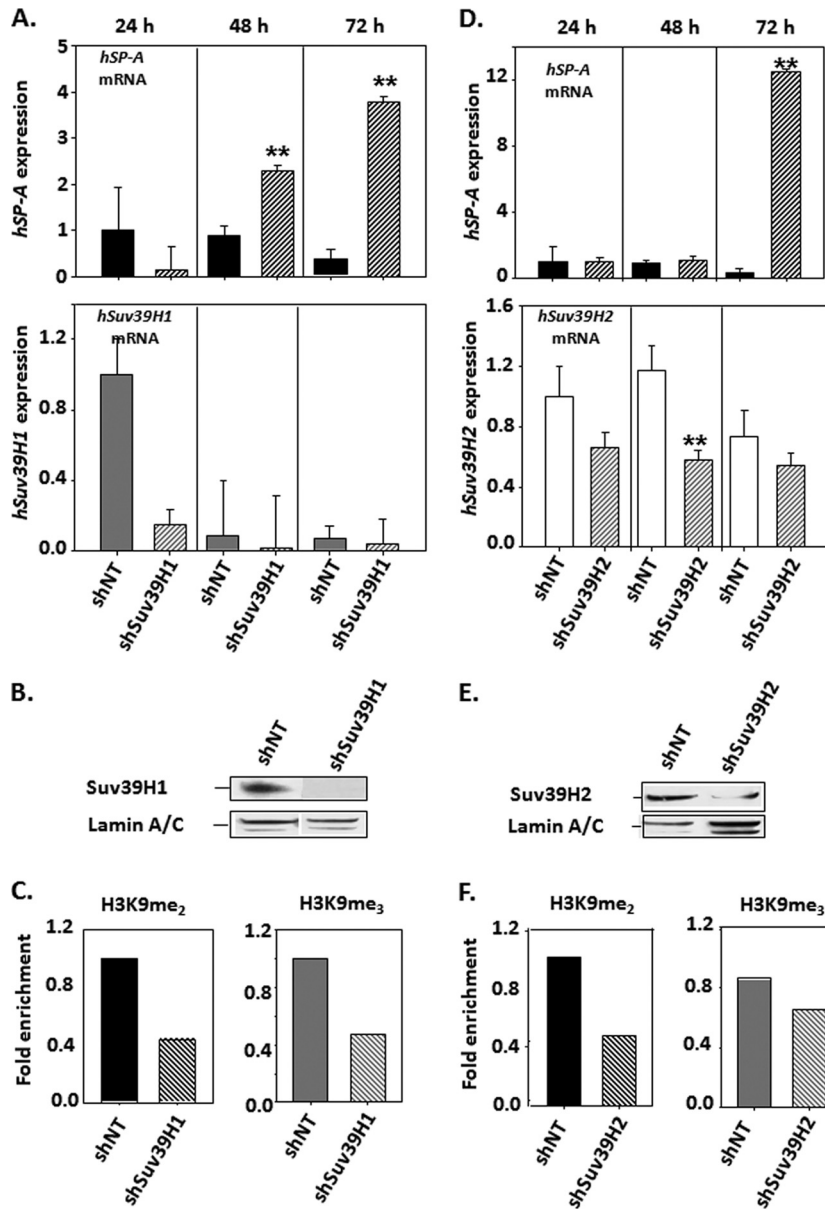 A.
24 h 48 h 72 h
hSP-A
mRNA
hSP-A expression
5
4
3
2
1
0
**
**
hSuv39H1
mRNA
hSuv39H1 expression
1.2
0.8
0.4
0.0
shNT
shSuv39H1
shNT
shSuv39H1
shNT
shSuv39H1
B.
shNT
shSuv39H1
Suv39H1
Lamin A/C
C.
H3K9me2
Fold enrichment
1.2
0.8
0.4
0.0
shNT
shSuv39H1
H3K9me3
1.2
0.8
0.4
0.0
shNT
shSuv39H1
D.
24 h 48 h 72 h
hSP-A
mRNA
hSP-A expression
12
8
4
0
**
hSuv39H2
mRNA
hSuv39H2 expression
1.6
1.2
0.8
0.4
0.0
**
shNT
shSuv39H2
shNT
shSuv39H2
shNT
shSuv39H2
E.
shNT
shSuv39H2
Suv39H2
Lamin A/C
F.
H3K9me2
Fold enrichment
1.2
0.8
0.4
0.0
shNT
shSuv39H2
H3K9me3
1.2
0.8
0.4
0.0
shNT
shSuv39H2